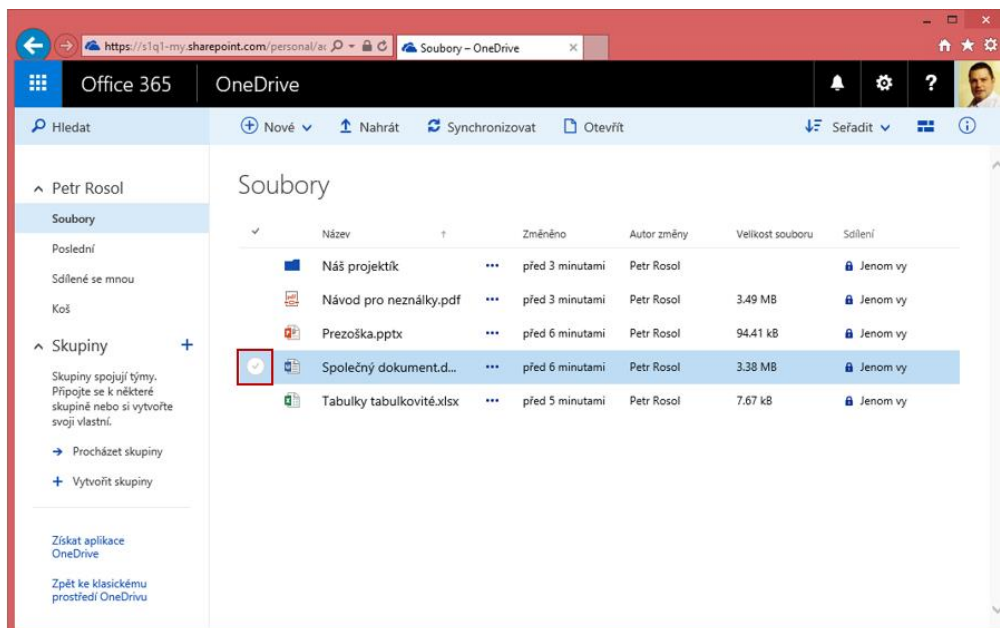 https://s1q1-my.sharepoint.com/personal/
Soubory – OneDrive
Office 365
OneDrive
?
Hledat
Nové
Nahrát
Synchronizovat
Otevřít
Seřadit
Petr Rosol
Soubory
Poslední
Sdílené se mnou
Koš
Skupiny
+
Skupiny spojují týmy.
Připojte se k některé
skupině nebo si vytvořte
svoji vlastní.
Procházet skupiny
+ Vytvořit skupiny
Získat aplikace
OneDrive
Zpět ke klasickému
prostředí OneDrivu
Soubory
Název Změněno Autor změny Velikost souboru Sdílení
Náš projektík ••• před 3 minutami Petr Rosol Jenom vy
Návod pro neználky.pdf ••• před 3 minutami Petr Rosol 3.49 MB Jenom vy
Prezoška.pptx ••• před 6 minutami Petr Rosol 94.41 kB Jenom vy
Společný dokument.d... ••• před 6 minutami Petr Rosol 3.38 MB Jenom vy
Tabulky tabulkovité.xlsx ••• před 5 minutami Petr Rosol 7.67 kB Jenom vy